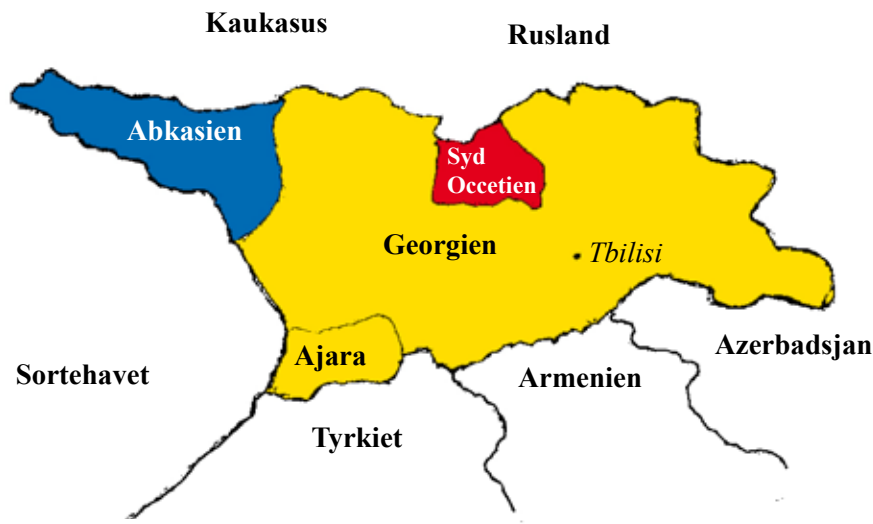 Kaukasus
Rusland
Abkasien
Syd
Occetien
Georgien
Tbilisi
Ajara
Azerbadsjan
Sortehavet
Armenien
Tyrkiet